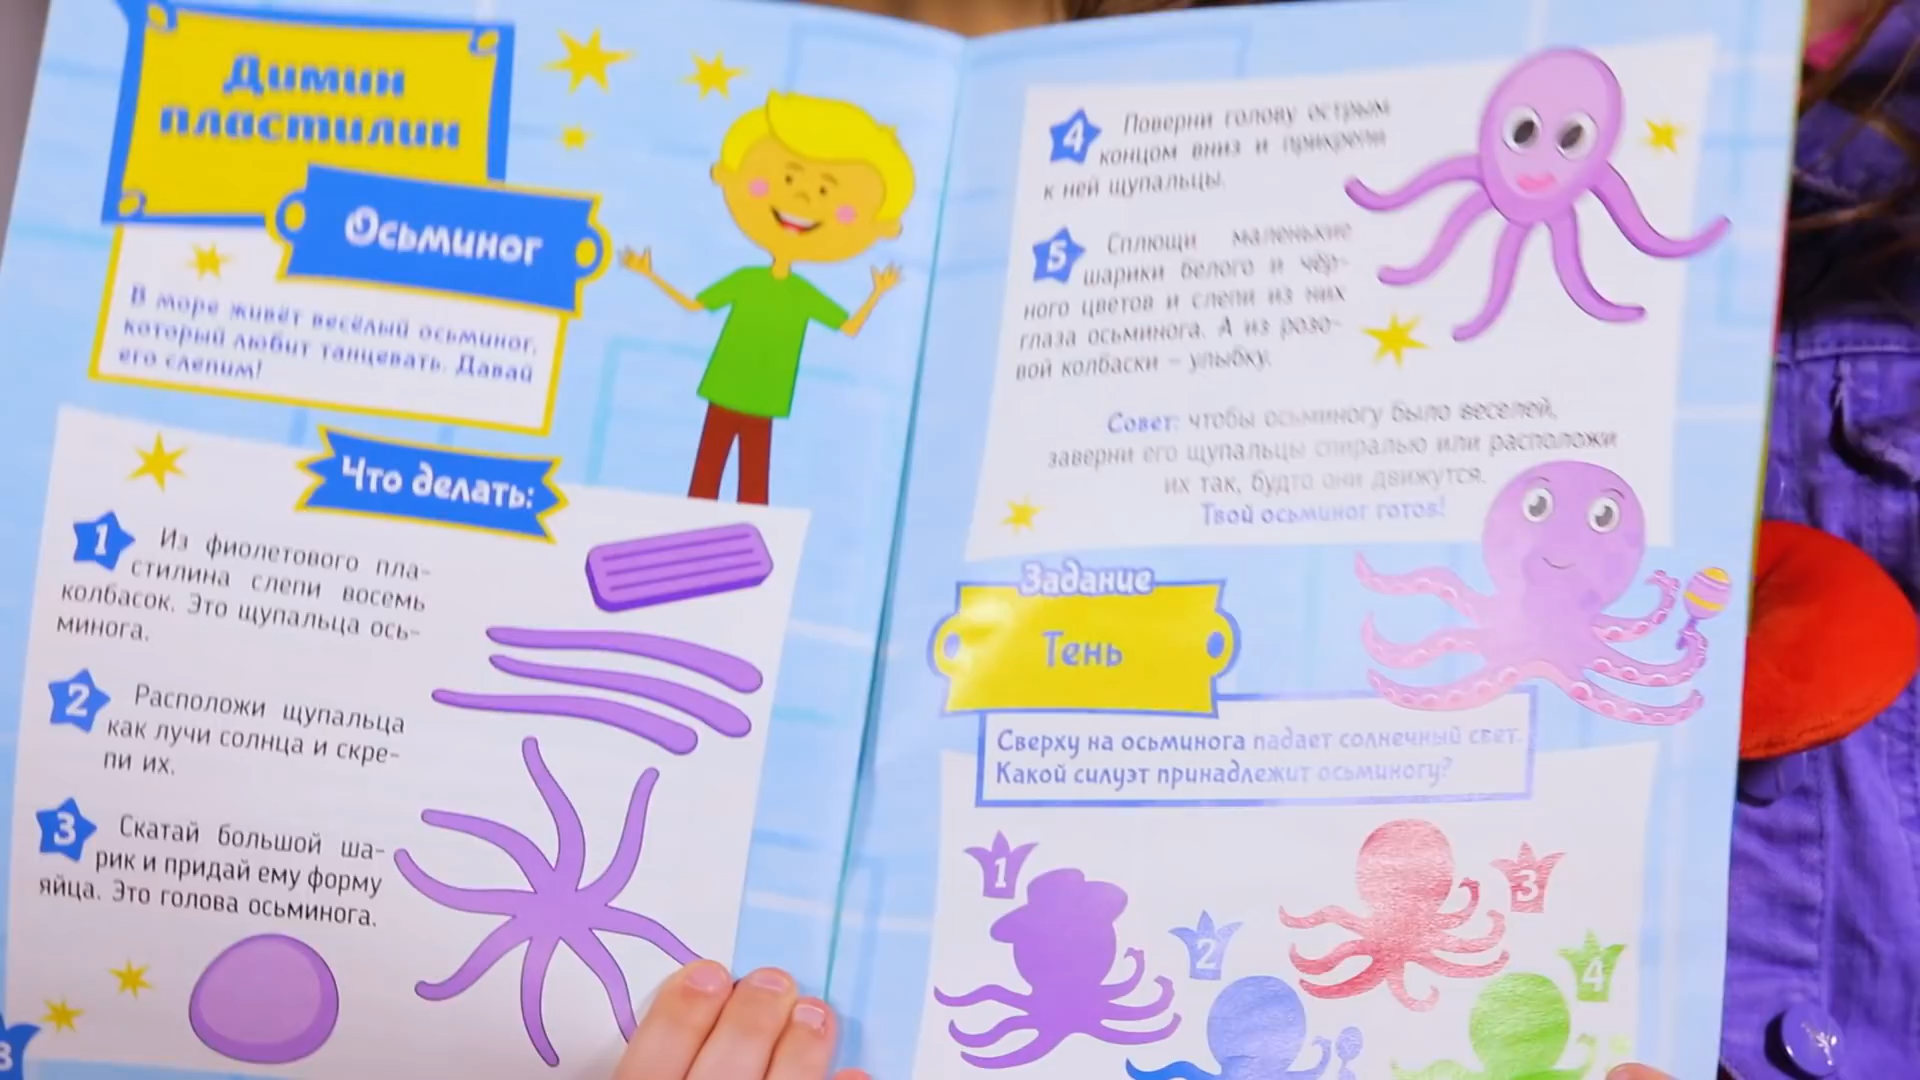 Димин
пластилин
Осьминог
В море живёт весёлый осьминог,
который любит танцевать. Давай
его слепим!
Что делать:
1 Из фиолетового пла-
стилина слепи восемь
колбасок. Это щупальца ось-
минога.
2 Расположи щупальца
как лучи солнца и скре-
пи их.
3 Скатай большой ша-
рик и придай ему форму
яйца. Это голова осьминога.
8
4 Поверни голову острым
концом вниз и прикрепи
к ней щупальцы.
5 Сплющи маленькие
шарики белого и чёр-
ного цветов и слепи из них
глаза осьминога. А из розо-
вой колбаски – улыбку.
Совет: чтобы осьминогу было веселей,
заверни его щупальцы спиралью или расположи
их так, будто они движутся.
Твой осьминог готов!
Задание
Тень
Сверху на осьминога падает солнечный свет.
Какой силуэт принадлежит осьминогу?
1
2
3
4